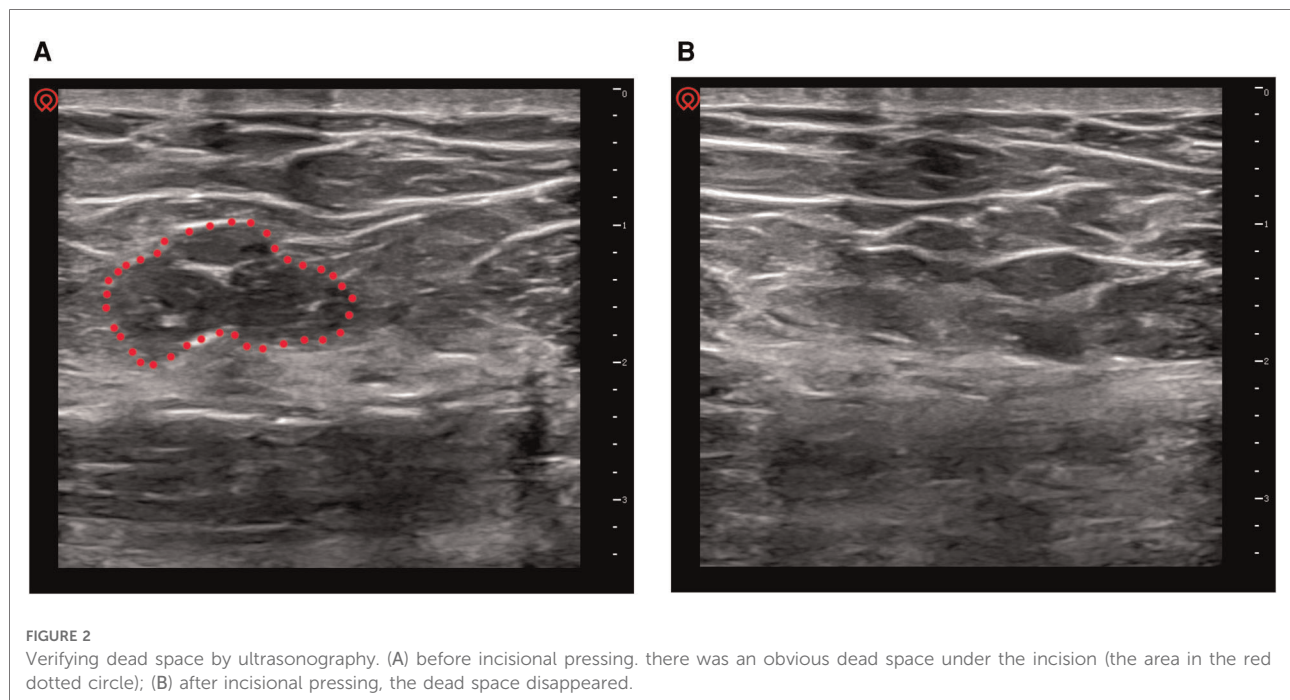 A
B
0
1
2
3
0
1
2
3
FIGURE 2
Verifying dead space by ultrasonography. (A) before incisional pressing. there was an obvious dead space under the incision (the area in the red
dotted circle); (B) after incisional pressing, the dead space disappeared.